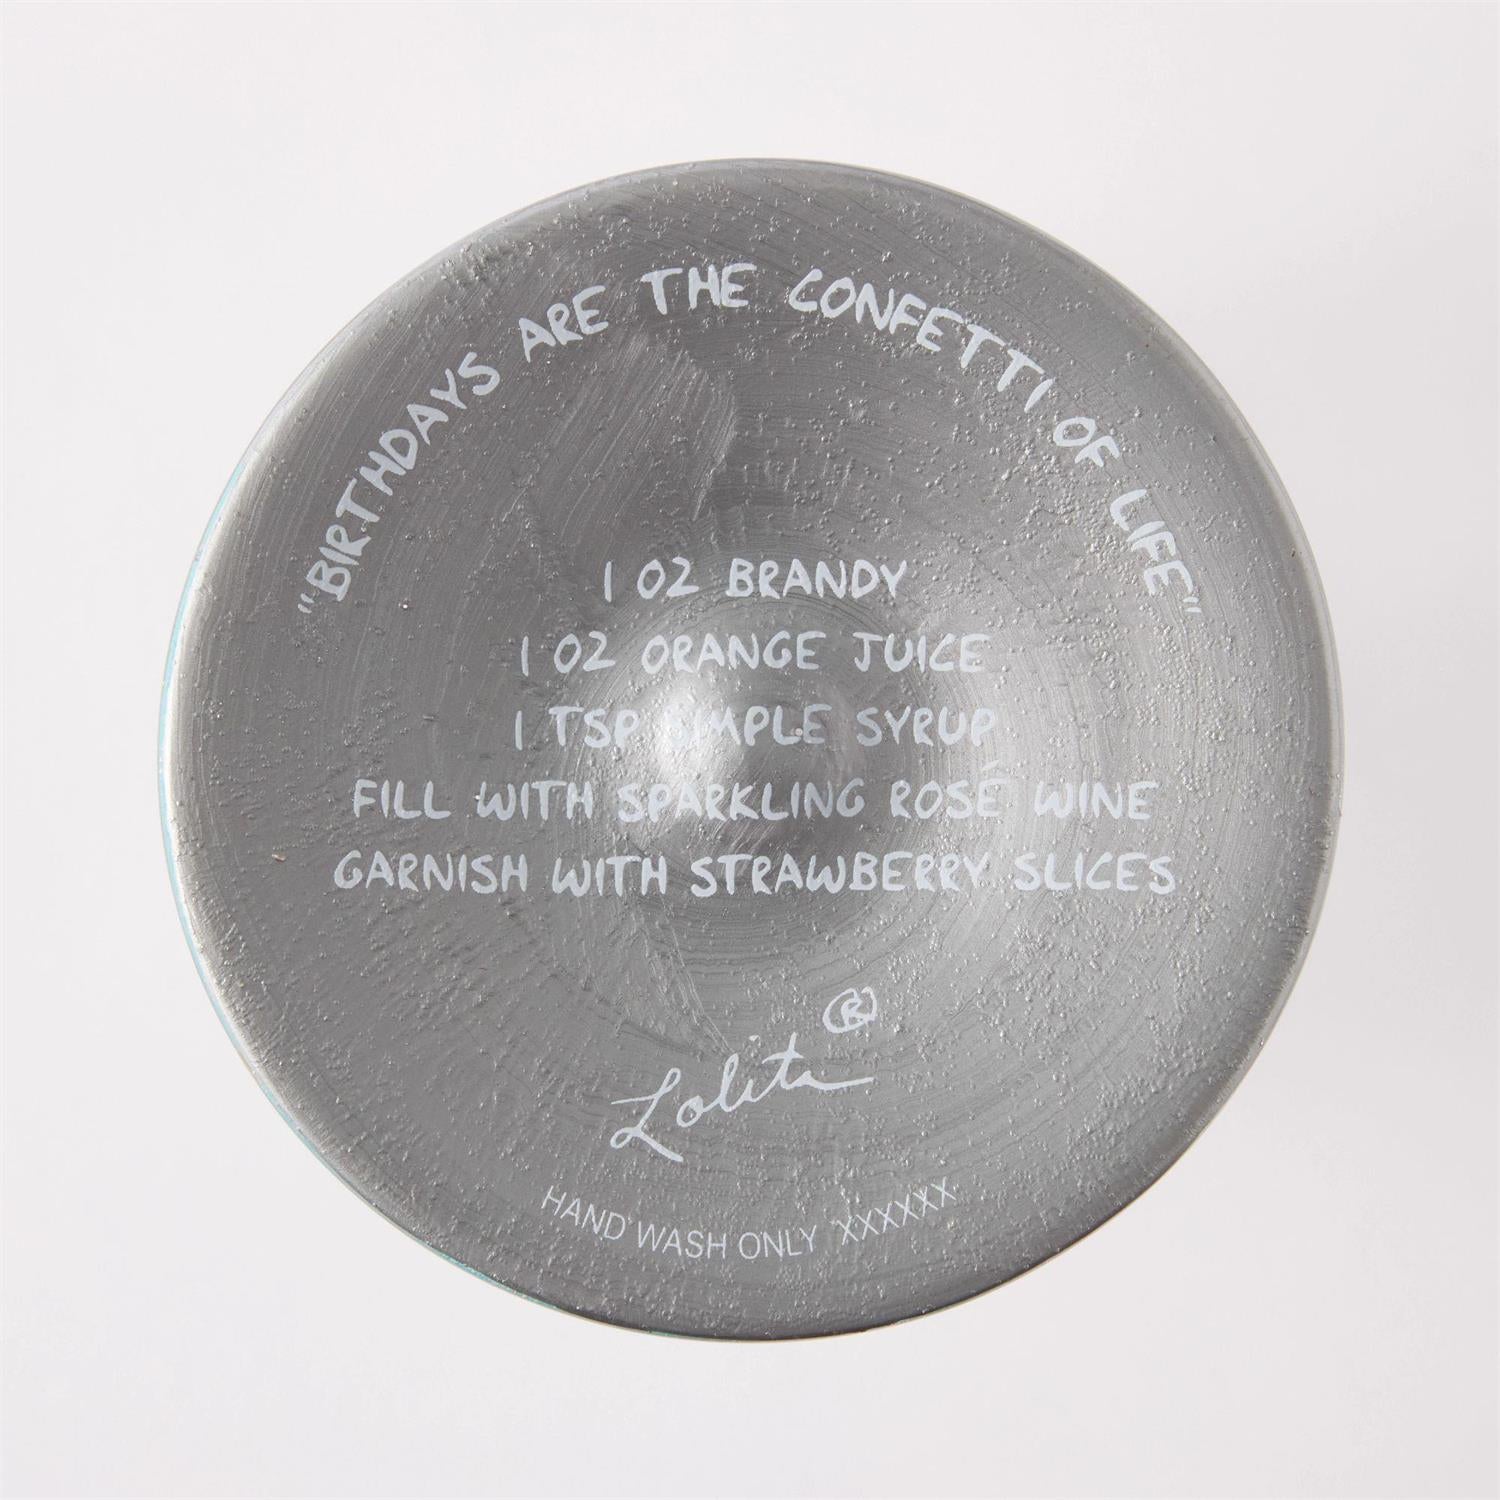 "BIRTHDAYS ARE THE CONFETTI OF LIFE"
1 OZ BRANDY
1 OZ ORANGE JUICE
1 TSP SIMPLE SYRUP
FILL WITH SPARKLING ROSÉ WINE
GARNISH WITH STRAWBERRY SLICES
Lolita®
HAND WASH ONLY XXXXXX